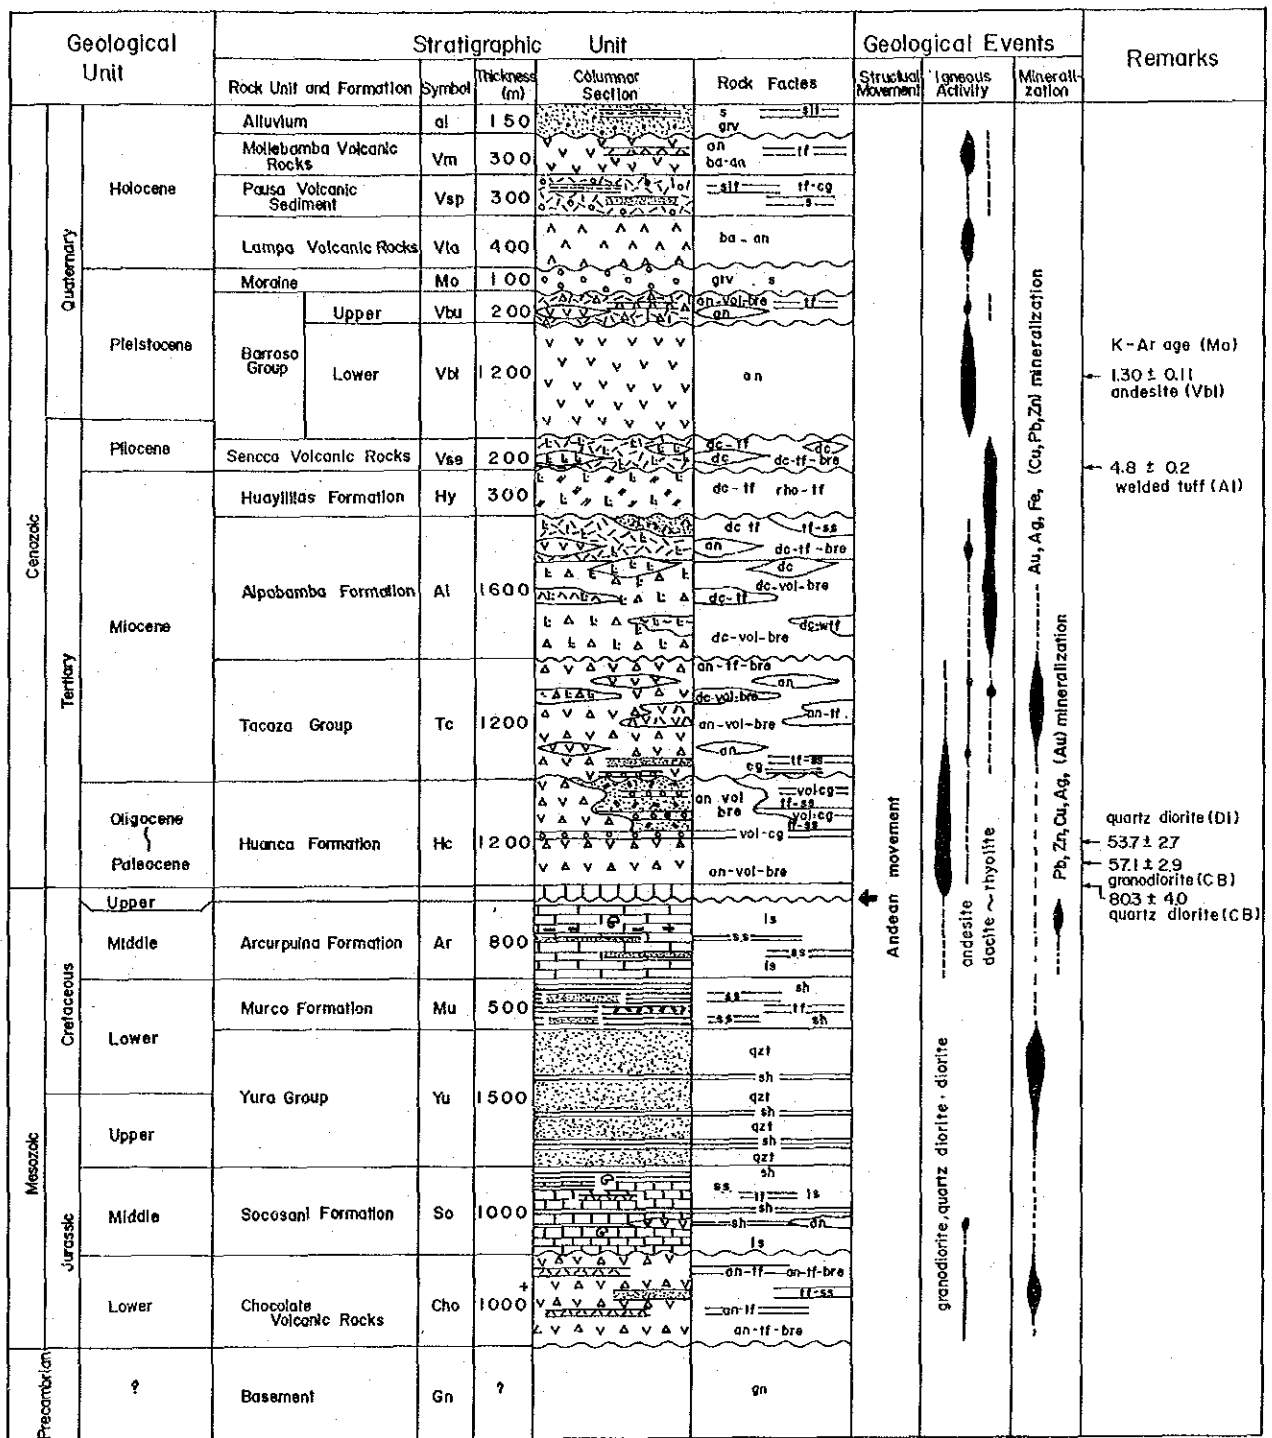 Geological Unit
Stratigraphic Unit
Geological Events
Remarks
Rock Unit and Formation
Symbol
Thickness (m)
Columnar Section
Rock Facies
Structual Movement
Igneous Activity
Minerali-zation
Cenozoic
Quaternary
Holocene
Alluvium al 150
s slt
grv
Mollebamba Volcanic Rocks Vm 300
an tf
ba-an
Pausa Volcanic Sediment Vsp 300
slt tf-cg
s
Lampa Volcanic Rocks Vla 400
ba-an
Pleistocene
Moraine Mo 100
grv s
Barroso Group
Upper Vbu 200
an-vol-bre tf
an
Lower Vbl 1200
an
K-Ar age (Ma)
1.30 ± 0.11
andesite (Vbl)
Tertiary
Pliocene
Sencca Volcanic Rocks Vse 200
dc-tf dc
dc dc-tf-bre
4.8 ± 0.2
welded tuff (Al)
Miocene
Huayllilas Formation Hy 300
dc-tf rho-tf
Alpabamba Formation Al 1600
dc tf tf-ss
an dc-tf-bre
dc
dc-vol-bre
dc-tf
dc-wtf
dc-vol-bre
Tacaza Group Tc 1200
an-tf-bre
an
dc-vol-bre
an-tf
an-vol-bre
an
tf-ss
cg
Oligocene
Paleocene
Huanca Formation Hc 1200
an vol bre
vol-cg
tf-ss
vol-cg
tf-ss
vol-cg
an-vol-bre
quartz diorite (Di)
53.7 ± 2.7
57.1 ± 2.9
granodiorite (CB)
80.3 ± 4.0
quartz diorite (CB)
Mesozoic
Cretaceous
Upper
Middle
Arcurpuina Formation Ar 800
ls
ss
ss
ls
Lower
Murco Formation Mu 500
sh
ss
tf
ss sh
Yura Group Yu 1500
qzt
sh
qzt
sh
qzt
sh
qzt
Jurassic
Upper
Middle
Socosani Formation So 1000
sh
ss
tf ls
sh
sh an
ls
Lower
Chocolate Volcanic Rocks Cho 1000+
an-tf an-tf-bre
tf-ss
an-tf
an-tf-bre
Precambrian
?
Basement Gn ?
gn
Andean movement
granodiorite, quartz diorite · diorite
andesite
dacite ~ rhyolite
Au, Ag, Fe, (Cu, Pb, Zn) mineralization
Pb, Zn, Cu, Ag, (Au) mineralization